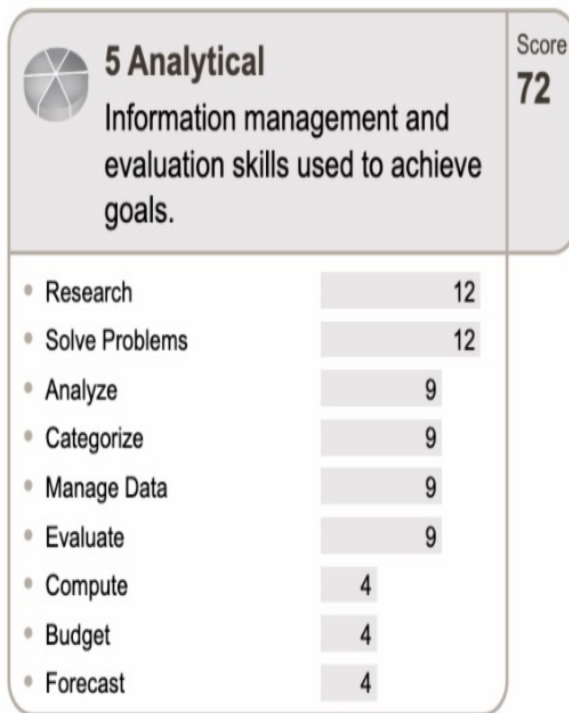 5 Analytical
Score
72
Information management and
evaluation skills used to achieve
goals.
Research 12
Solve Problems 12
Analyze 9
Categorize 9
Manage Data 9
Evaluate 9
Compute 4
Budget 4
Forecast 4